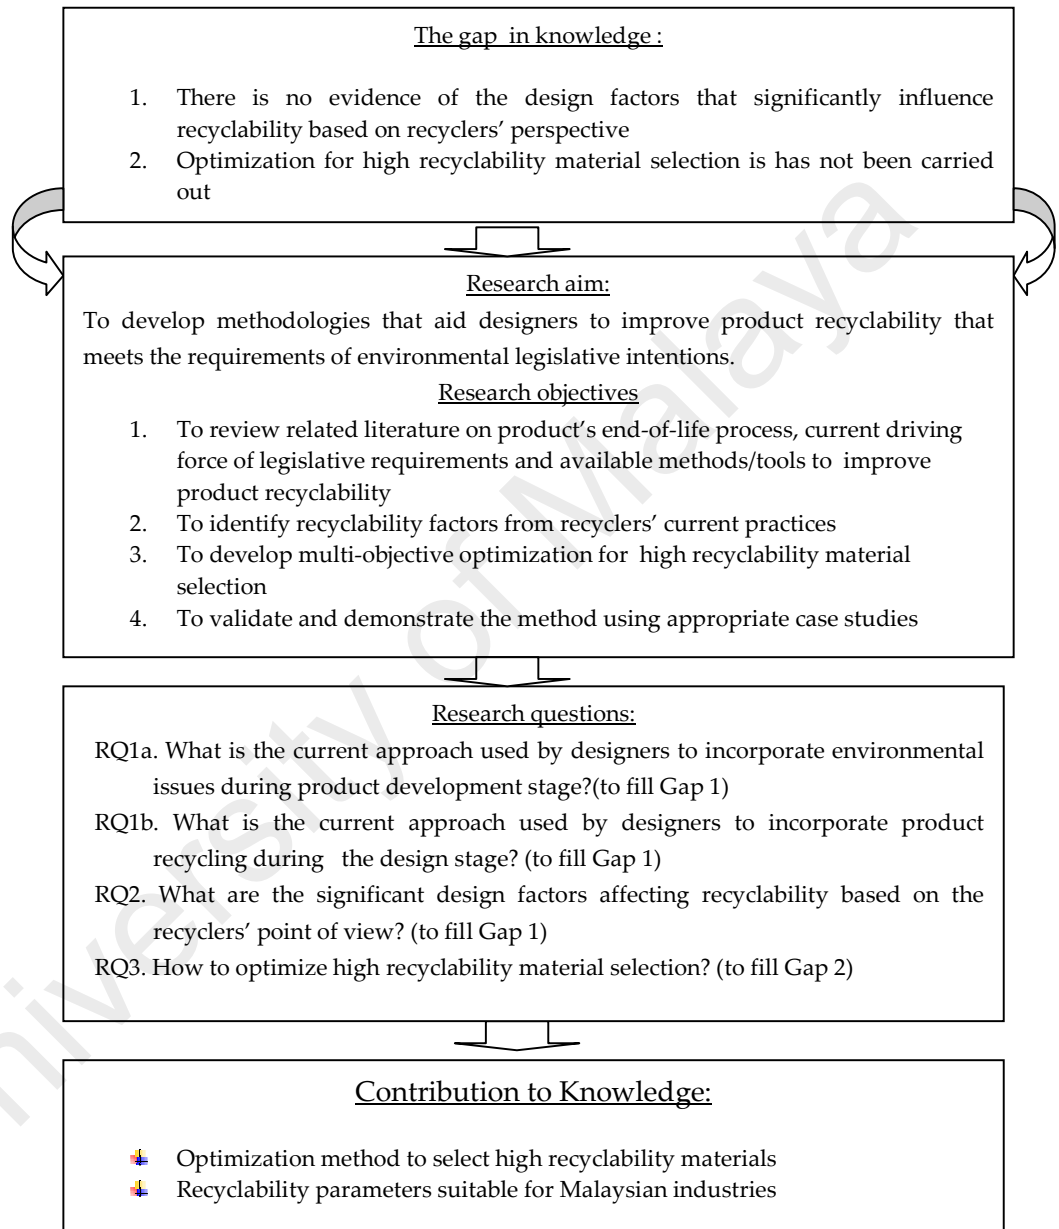 The gap in knowledge :
1. There is no evidence of the design factors that significantly influence
recyclability based on recyclers' perspective
2. Optimization for high recyclability material selection is has not been carried
out
Research aim:
To develop methodologies that aid designers to improve product recyclability that
meets the requirements of environmental legislative intentions.
Research objectives
1. To review related literature on product's end-of-life process, current driving
force of legislative requirements and available methods/tools to improve
product recyclability
2. To identify recyclability factors from recyclers' current practices
3. To develop multi-objective optimization for high recyclability material
selection
4. To validate and demonstrate the method using appropriate case studies
Research questions:
RQ1a. What is the current approach used by designers to incorporate environmental
issues during product development stage?(to fill Gap 1)
RQ1b. What is the current approach used by designers to incorporate product
recycling during the design stage? (to fill Gap 1)
RQ2. What are the significant design factors affecting recyclability based on the
recyclers' point of view? (to fill Gap 1)
RQ3. How to optimize high recyclability material selection? (to fill Gap 2)
Contribution to Knowledge:
Optimization method to select high recyclability materials
Recyclability parameters suitable for Malaysian industries
niversity of Malaya